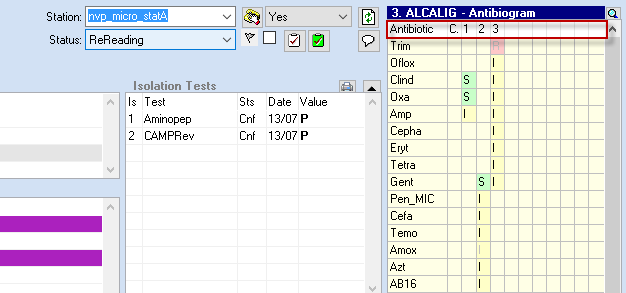 Station: nvp_micro_statA Yes
Status: ReReading
Isolation Tests
Is Test Sts Date Value
1 Aminopep Cnf 13/07 P
2 CAMPRev Cnf 13/07 P
3. ALCALIG - Antibiogram
Antibiotic C. 1 2 3
Trim R
Oflox I
Clind S I
Oxa S I
Amp I I
Cepha I
Eryt I
Tetra I
Gent S I
Pen_MIC I
Cefa I
Temo I
Amox I
Azt I
AB16 I